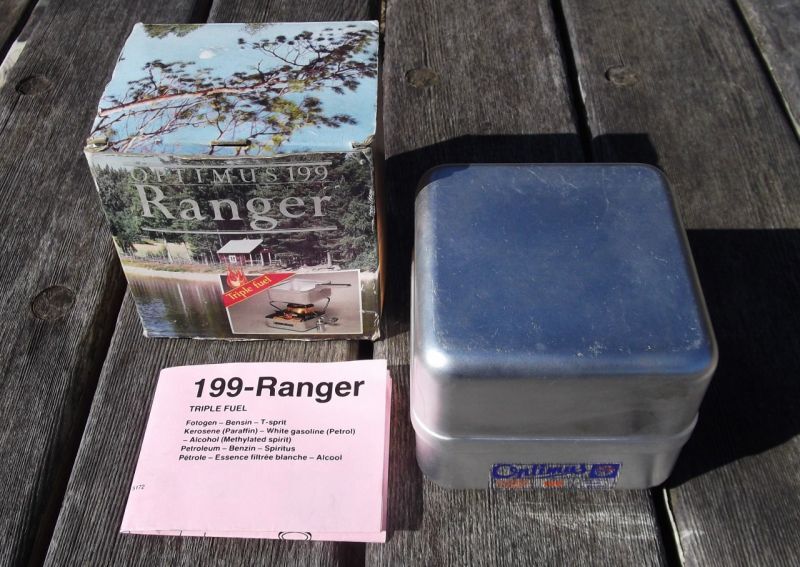 OPTIMUS 199
Ranger
Triple fuel
199-Ranger
TRIPLE FUEL
Fotogen – Bensin – T-sprit
Kerosene (Paraffin) – White gasoline (Petrol)
– Alcohol (Methylated spirit)
Petroleum – Benzin – Spiritus
Pétrole – Essence filtrée blanche – Alcool
5172
Optimus